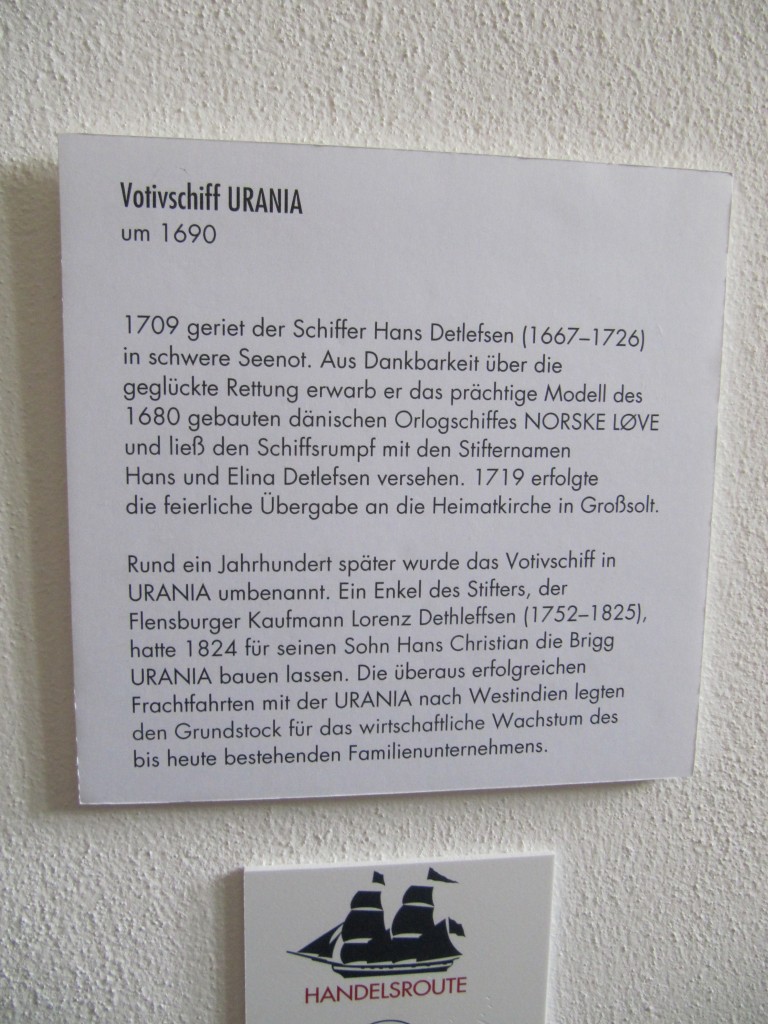 Votivschiff URANIA
um 1690
1709 geriet der Schiffer Hans Detlefsen (1667–1726)
in schwere Seenot. Aus Dankbarkeit über die
geglückte Rettung erwarb er das prächtige Modell des
1680 gebauten dänischen Orlogschiffes NORSKE LØVE
und ließ den Schiffsrumpf mit den Stifternamen
Hans und Elina Detlefsen versehen. 1719 erfolgte
die feierliche Übergabe an die Heimatkirche in Großsolt.
Rund ein Jahrhundert später wurde das Votivschiff in
URANIA umbenannt. Ein Enkel des Stifters, der
Flensburger Kaufmann Lorenz Dethleffsen (1752–1825),
hatte 1824 für seinen Sohn Hans Christian die Brigg
URANIA bauen lassen. Die überaus erfolgreichen
Frachtfahrten mit der URANIA nach Westindien legten
den Grundstock für das wirtschaftliche Wachstum des
bis heute bestehenden Familienunternehmens.
HANDELSROUTE